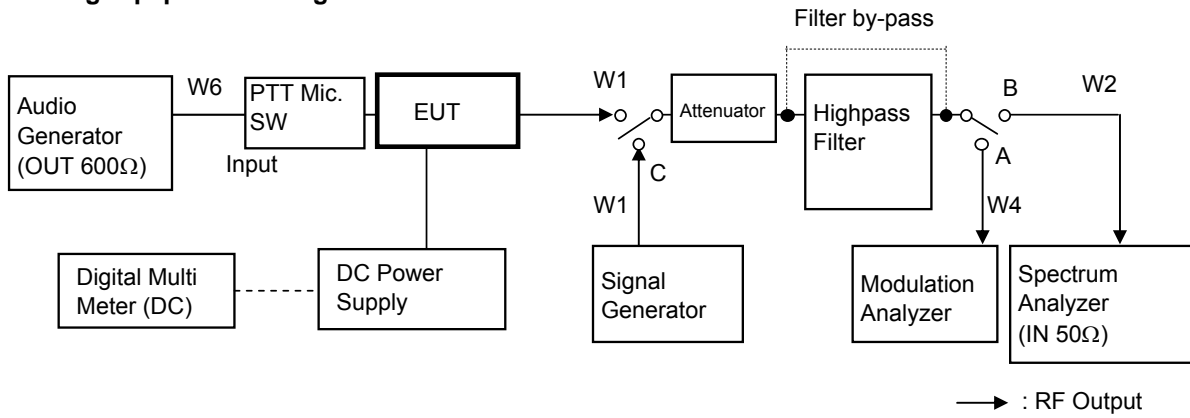 Filter by-pass
Audio
Generator
(OUT 600Ω)
W6
PTT Mic.
SW
Input
EUT
W1
C
W1
Attenuator
Highpass
Filter
B
A
W2
W4
Digital Multi
Meter (DC)
DC Power
Supply
Signal
Generator
Modulation
Analyzer
Spectrum
Analyzer
(IN 50Ω)
: RF Output